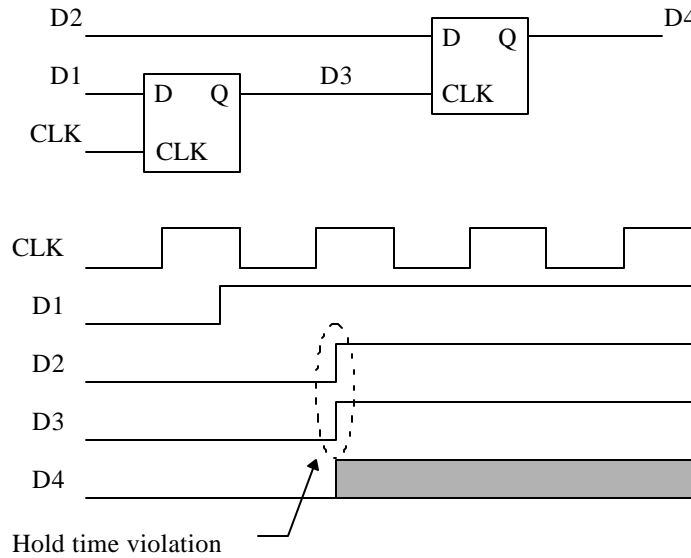 D2
D Q
D4
D1
D Q
D3
CLK
CLK
CLK
CLK
D1
D2
D3
D4
Hold time violation